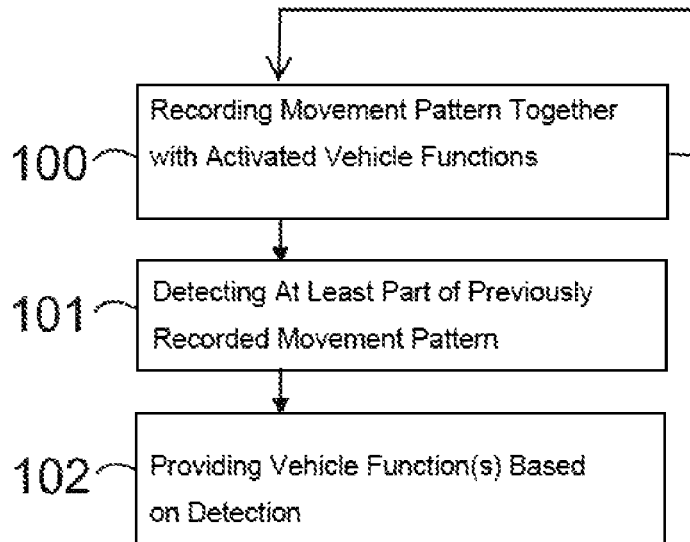 Recording Movement Pattern Together
with Activated Vehicle Functions
100
Detecting At Least Part of Previously
Recorded Movement Pattern
101
Providing Vehicle Function(s) Based
on Detection
102